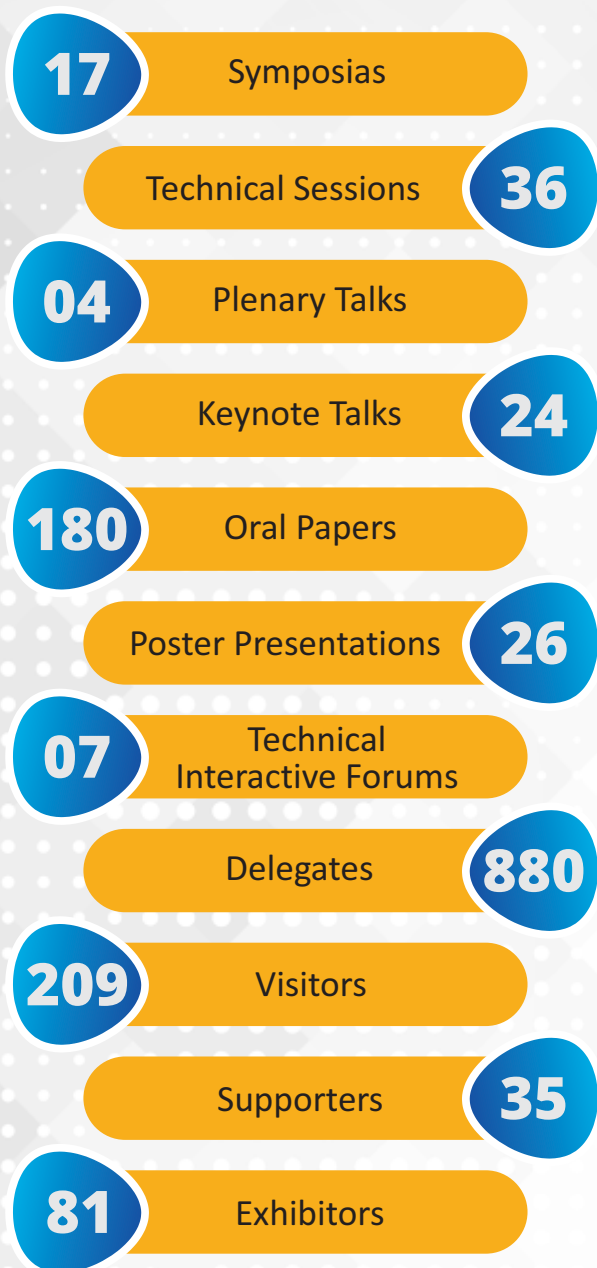 17 Symposias
Technical Sessions 36
04 Plenary Talks
Keynote Talks 24
180 Oral Papers
Poster Presentations 26
07 Technical
Interactive Forums
Delegates 880
209 Visitors
Supporters 35
81 Exhibitors